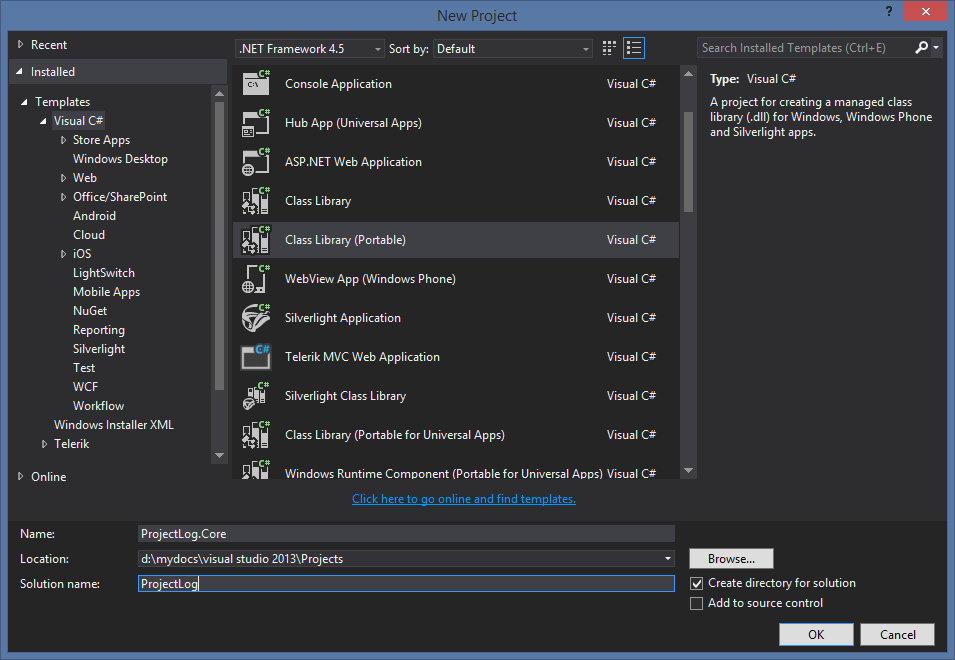 New Project
?
Recent
Installed
Templates
Visual C#
Store Apps
Windows Desktop
Web
Office/SharePoint
Android
Cloud
iOS
LightSwitch
Mobile Apps
NuGet
Reporting
Silverlight
Test
WCF
Workflow
Windows Installer XML
Telerik
Online
.NET Framework 4.5 Sort by: Default
C# Console Application Visual C#
C# Hub App (Universal Apps) Visual C#
C# ASP.NET Web Application Visual C#
C# Class Library Visual C#
C# Class Library (Portable) Visual C#
C# WebView App (Windows Phone) Visual C#
C# Silverlight Application Visual C#
C# Telerik MVC Web Application Visual C#
C# Silverlight Class Library Visual C#
C# Class Library (Portable for Universal Apps) Visual C#
C# Windows Runtime Component (Portable for Universal Apps) Visual C#
Click here to go online and find templates.
Search Installed Templates (Ctrl+E)
Type: Visual C#
A project for creating a managed class
library (.dll) for Windows, Windows Phone
and Silverlight apps.
Name: ProjectLog.Core
Location: d:\mydocs\visual studio 2013\Projects Browse...
Solution name: ProjectLog
Create directory for solution
Add to source control
OK Cancel